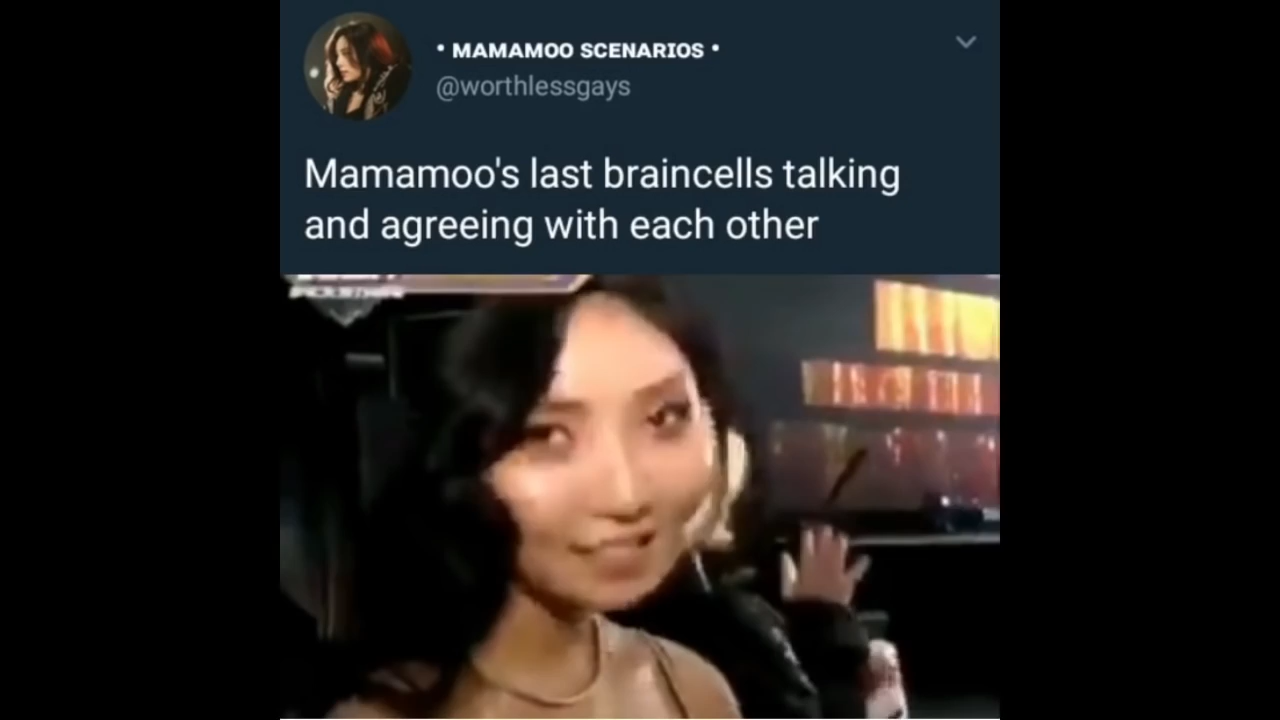 • MAMAMOO SCENARIOS •
@worthlessgays
Mamamoo's last braincells talking
and agreeing with each other